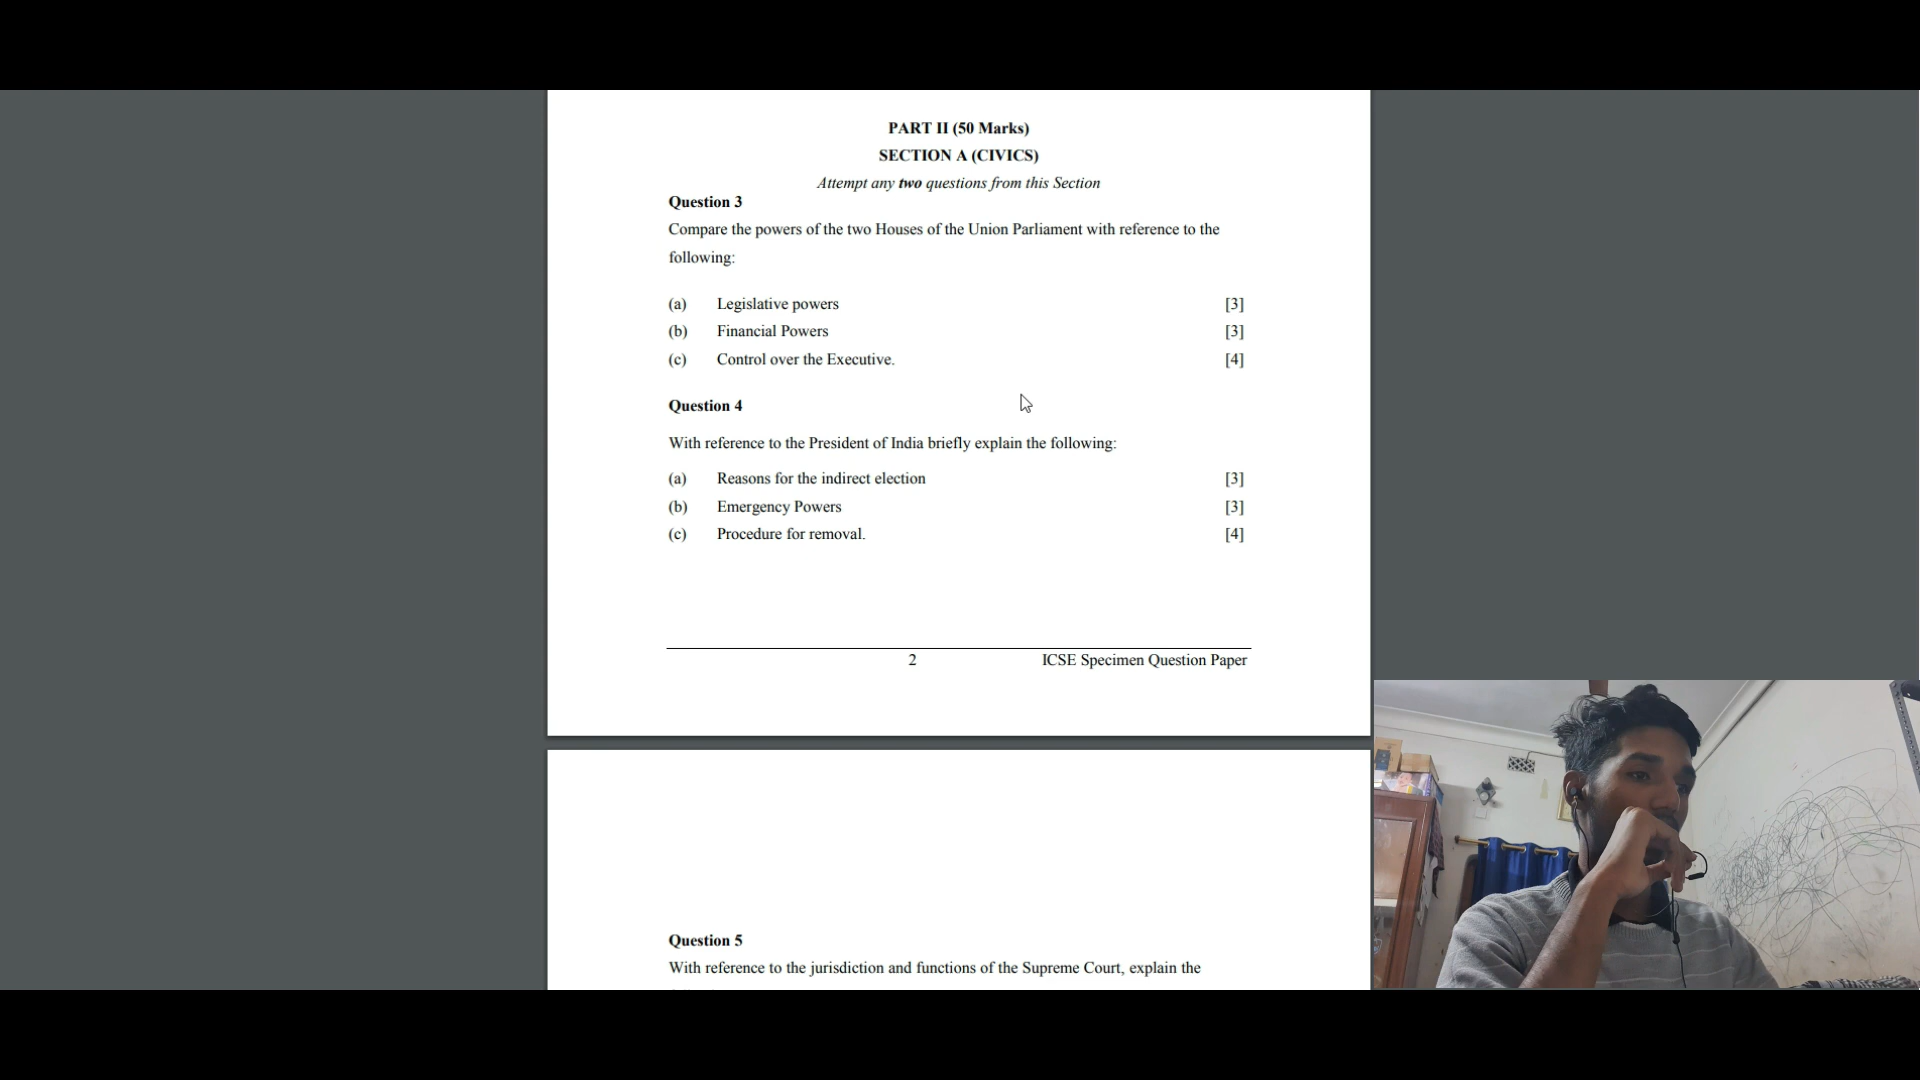 PART II (50 Marks)
SECTION A (CIVICS)
Attempt any two questions from this Section
Question 3
Compare the powers of the two Houses of the Union Parliament with reference to the
following:
(a) Legislative powers [3]
(b) Financial Powers [3]
(c) Control over the Executive. [4]
Question 4
With reference to the President of India briefly explain the following:
(a) Reasons for the indirect election [3]
(b) Emergency Powers [3]
(c) Procedure for removal. [4]
2 ICSE Specimen Question Paper
Question 5
With reference to the jurisdiction and functions of the Supreme Court, explain the